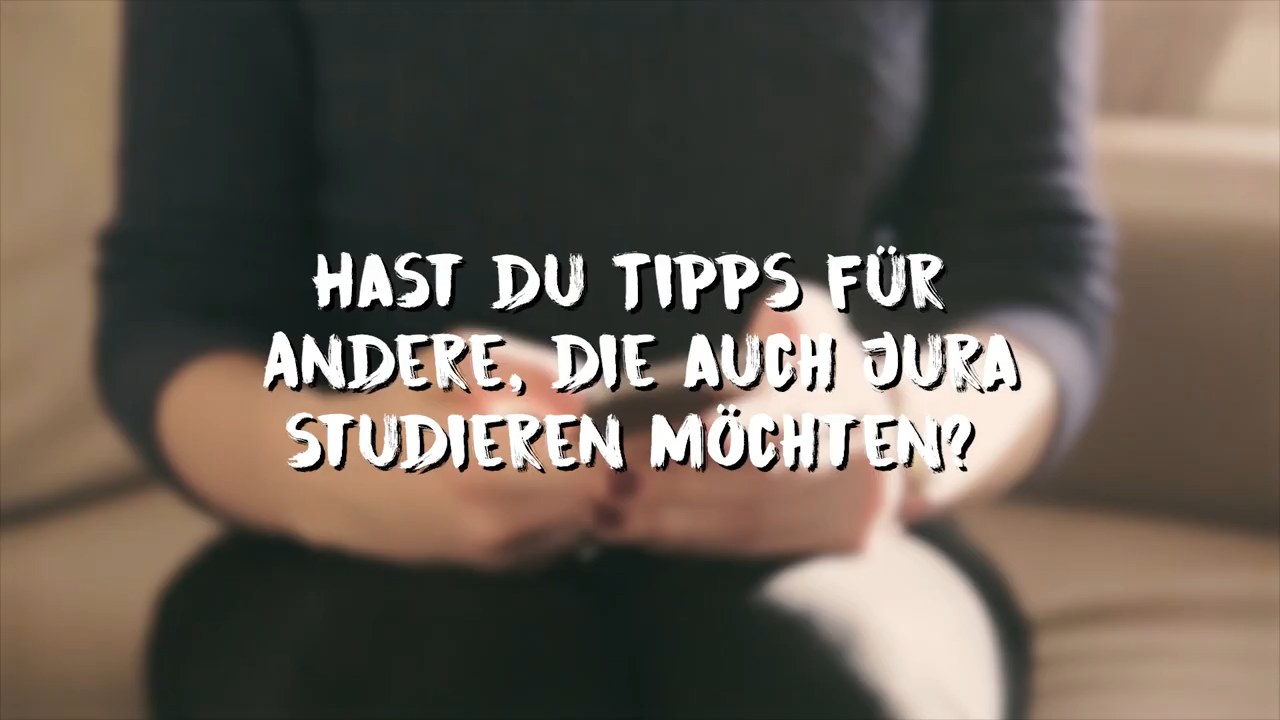 HAST DU TIPPS FÜR
ANDERE, DIE AUCH JURA
STUDIEREN MÖCHTEN?